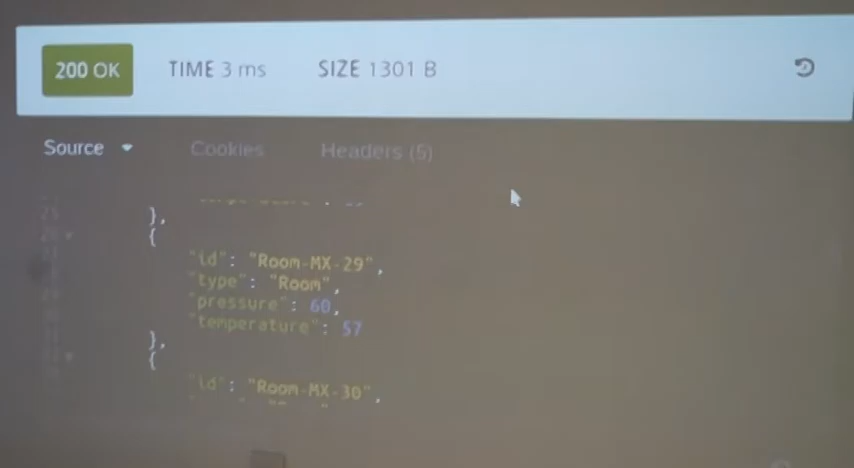 200 OK TIME 3 ms SIZE 1301 B
Source Cookies Headers (5)
},
{
"id": "Room-MX-29",
"type": "Room",
"pressure": 60,
"temperature": 57
},
{
"id": "Room-MX-30",